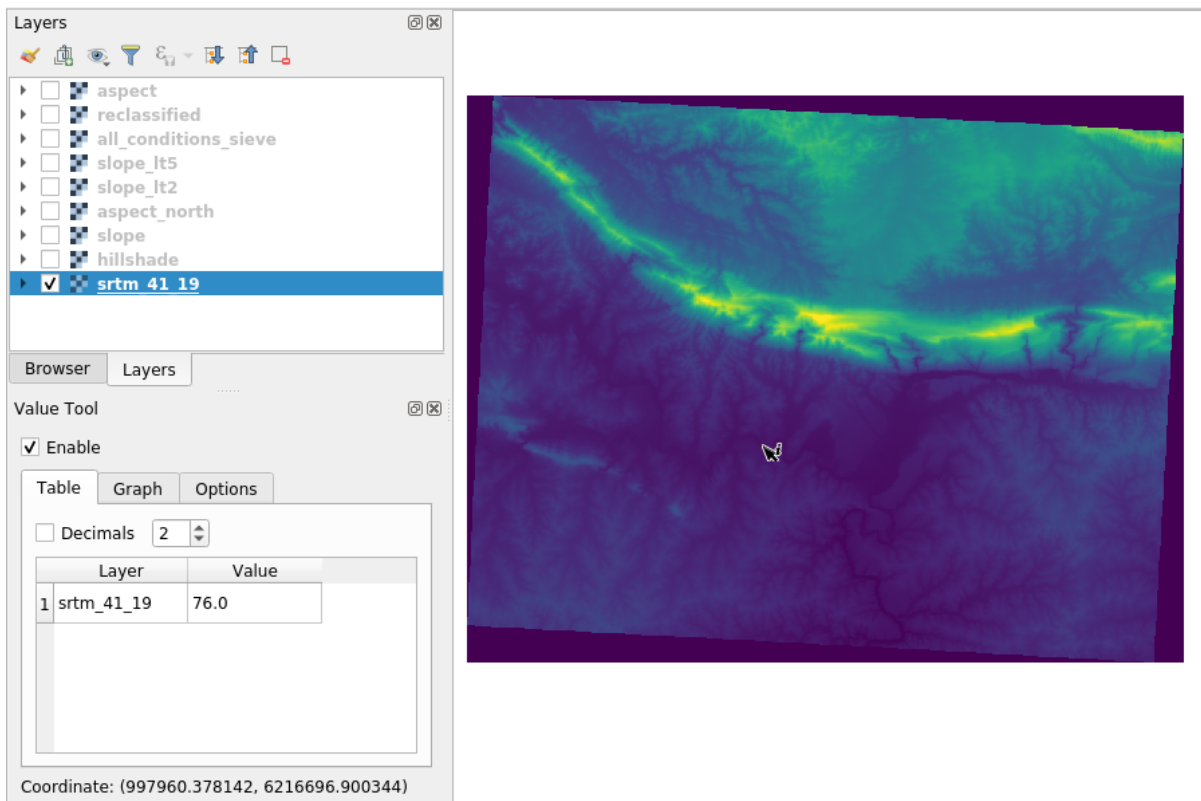 Layers
aspect
reclassified
all_conditions_sieve
slope_lt5
slope_lt2
aspect_north
slope
hillshade
srtm_41_19
Browser Layers
Value Tool
Enable
Table Graph Options
Decimals 2
Layer Value
1 srtm_41_19 76.0
Coordinate: (997960.378142, 6216696.900344)